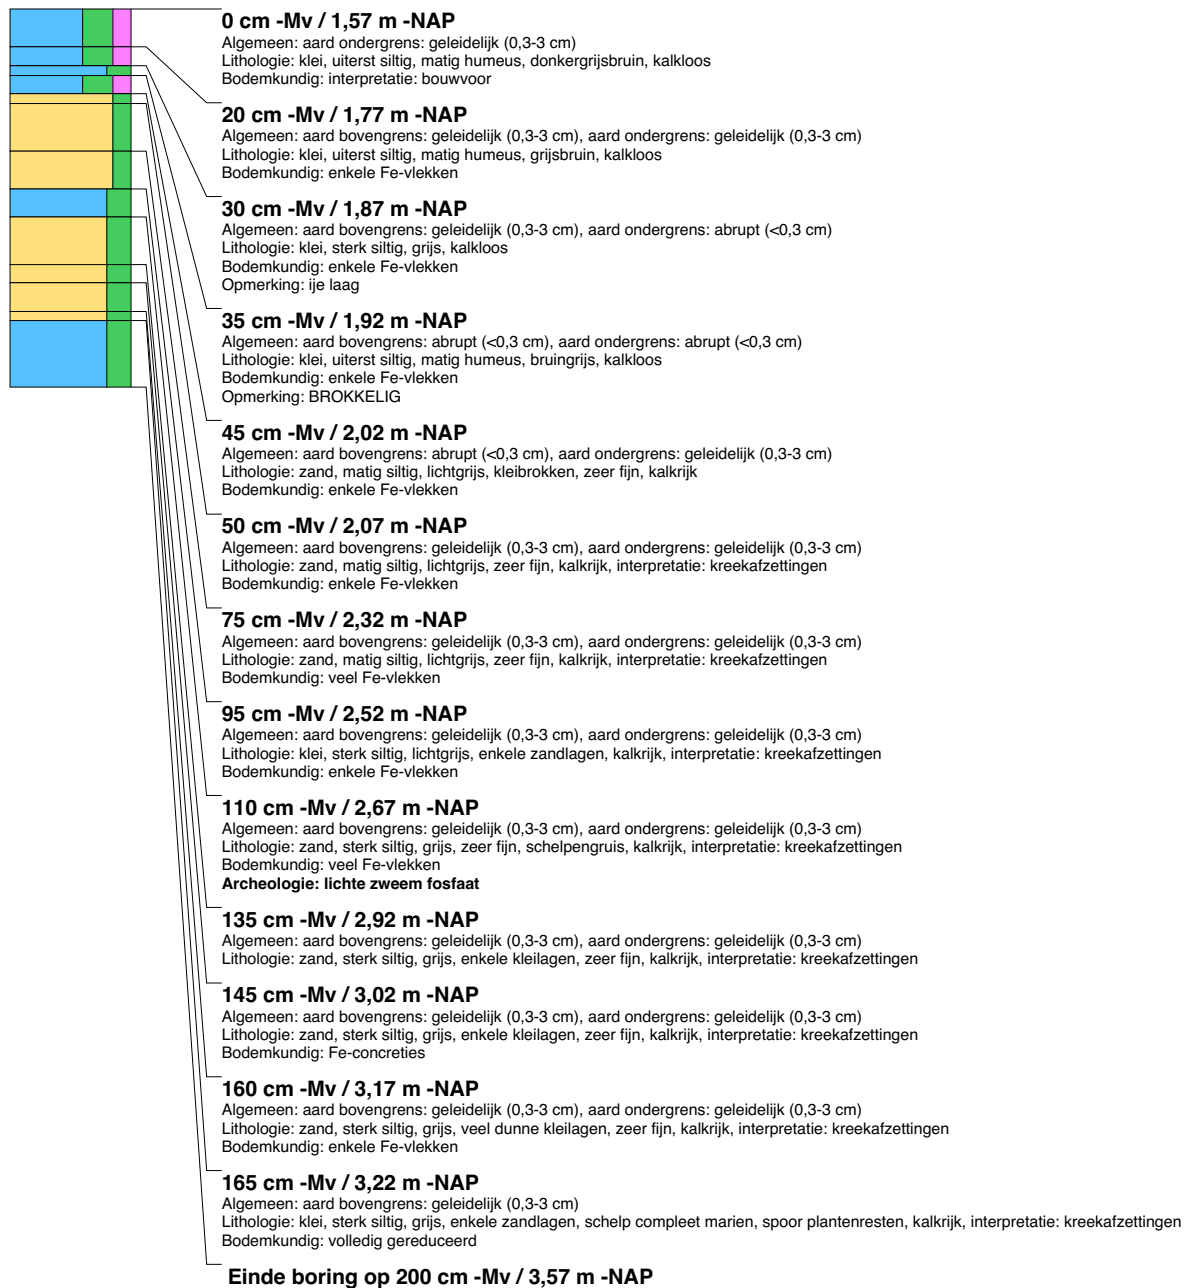 0 cm -Mv / 1,57 m -NAP
Algemeen: aard ondergrens: geleidelijk (0,3-3 cm)
Lithologie: klei, uiterst siltig, matig humeus, donkergrijsbruin, kalkloos
Bodemkundig: interpretatie: bouwvoor
20 cm -Mv / 1,77 m -NAP
Algemeen: aard bovengrens: geleidelijk (0,3-3 cm), aard ondergrens: geleidelijk (0,3-3 cm)
Lithologie: klei, uiterst siltig, matig humeus, grijsbruin, kalkloos
Bodemkundig: enkele Fe-vlekken
30 cm -Mv / 1,87 m -NAP
Algemeen: aard bovengrens: geleidelijk (0,3-3 cm), aard ondergrens: abrupt (<0,3 cm)
Lithologie: klei, sterk siltig, grijs, kalkloos
Bodemkundig: enkele Fe-vlekken
Opmerking: ije laag
35 cm -Mv / 1,92 m -NAP
Algemeen: aard bovengrens: abrupt (<0,3 cm), aard ondergrens: abrupt (<0,3 cm)
Lithologie: klei, uiterst siltig, matig humeus, bruingrijs, kalkloos
Bodemkundig: enkele Fe-vlekken
Opmerking: BROKKELIG
45 cm -Mv / 2,02 m -NAP
Algemeen: aard bovengrens: abrupt (<0,3 cm), aard ondergrens: geleidelijk (0,3-3 cm)
Lithologie: zand, matig siltig, lichtgrijs, kleibrokken, zeer fijn, kalkrijk
Bodemkundig: enkele Fe-vlekken
50 cm -Mv / 2,07 m -NAP
Algemeen: aard bovengrens: geleidelijk (0,3-3 cm), aard ondergrens: geleidelijk (0,3-3 cm)
Lithologie: zand, matig siltig, lichtgrijs, zeer fijn, kalkrijk, interpretatie: kreekafzettingen
Bodemkundig: enkele Fe-vlekken
75 cm -Mv / 2,32 m -NAP
Algemeen: aard bovengrens: geleidelijk (0,3-3 cm), aard ondergrens: geleidelijk (0,3-3 cm)
Lithologie: zand, matig siltig, lichtgrijs, zeer fijn, kalkrijk, interpretatie: kreekafzettingen
Bodemkundig: veel Fe-vlekken
95 cm -Mv / 2,52 m -NAP
Algemeen: aard bovengrens: geleidelijk (0,3-3 cm), aard ondergrens: geleidelijk (0,3-3 cm)
Lithologie: klei, sterk siltig, lichtgrijs, enkele zandlagen, kalkrijk, interpretatie: kreekafzettingen
Bodemkundig: enkele Fe-vlekken
110 cm -Mv / 2,67 m -NAP
Algemeen: aard bovengrens: geleidelijk (0,3-3 cm), aard ondergrens: geleidelijk (0,3-3 cm)
Lithologie: zand, sterk siltig, grijs, zeer fijn, schelpengruis, kalkrijk, interpretatie: kreekafzettingen
Bodemkundig: veel Fe-vlekken
Archeologie: lichte zweem fosfaat
135 cm -Mv / 2,92 m -NAP
Algemeen: aard bovengrens: geleidelijk (0,3-3 cm), aard ondergrens: geleidelijk (0,3-3 cm)
Lithologie: zand, sterk siltig, grijs, enkele kleilagen, zeer fijn, kalkrijk, interpretatie: kreekafzettingen
145 cm -Mv / 3,02 m -NAP
Algemeen: aard bovengrens: geleidelijk (0,3-3 cm), aard ondergrens: geleidelijk (0,3-3 cm)
Lithologie: zand, sterk siltig, grijs, enkele kleilagen, zeer fijn, kalkrijk, interpretatie: kreekafzettingen
Bodemkundig: Fe-concreties
160 cm -Mv / 3,17 m -NAP
Algemeen: aard bovengrens: geleidelijk (0,3-3 cm), aard ondergrens: geleidelijk (0,3-3 cm)
Lithologie: zand, sterk siltig, grijs, veel dunne kleilagen, zeer fijn, kalkrijk, interpretatie: kreekafzettingen
Bodemkundig: enkele Fe-vlekken
165 cm -Mv / 3,22 m -NAP
Algemeen: aard bovengrens: geleidelijk (0,3-3 cm)
Lithologie: klei, sterk siltig, grijs, enkele zandlagen, schelp compleet marien, spoor plantenresten, kalkrijk, interpretatie: kreekafzettingen
Bodemkundig: volledig gereduceerd
Einde boring op 200 cm -Mv / 3,57 m -NAP